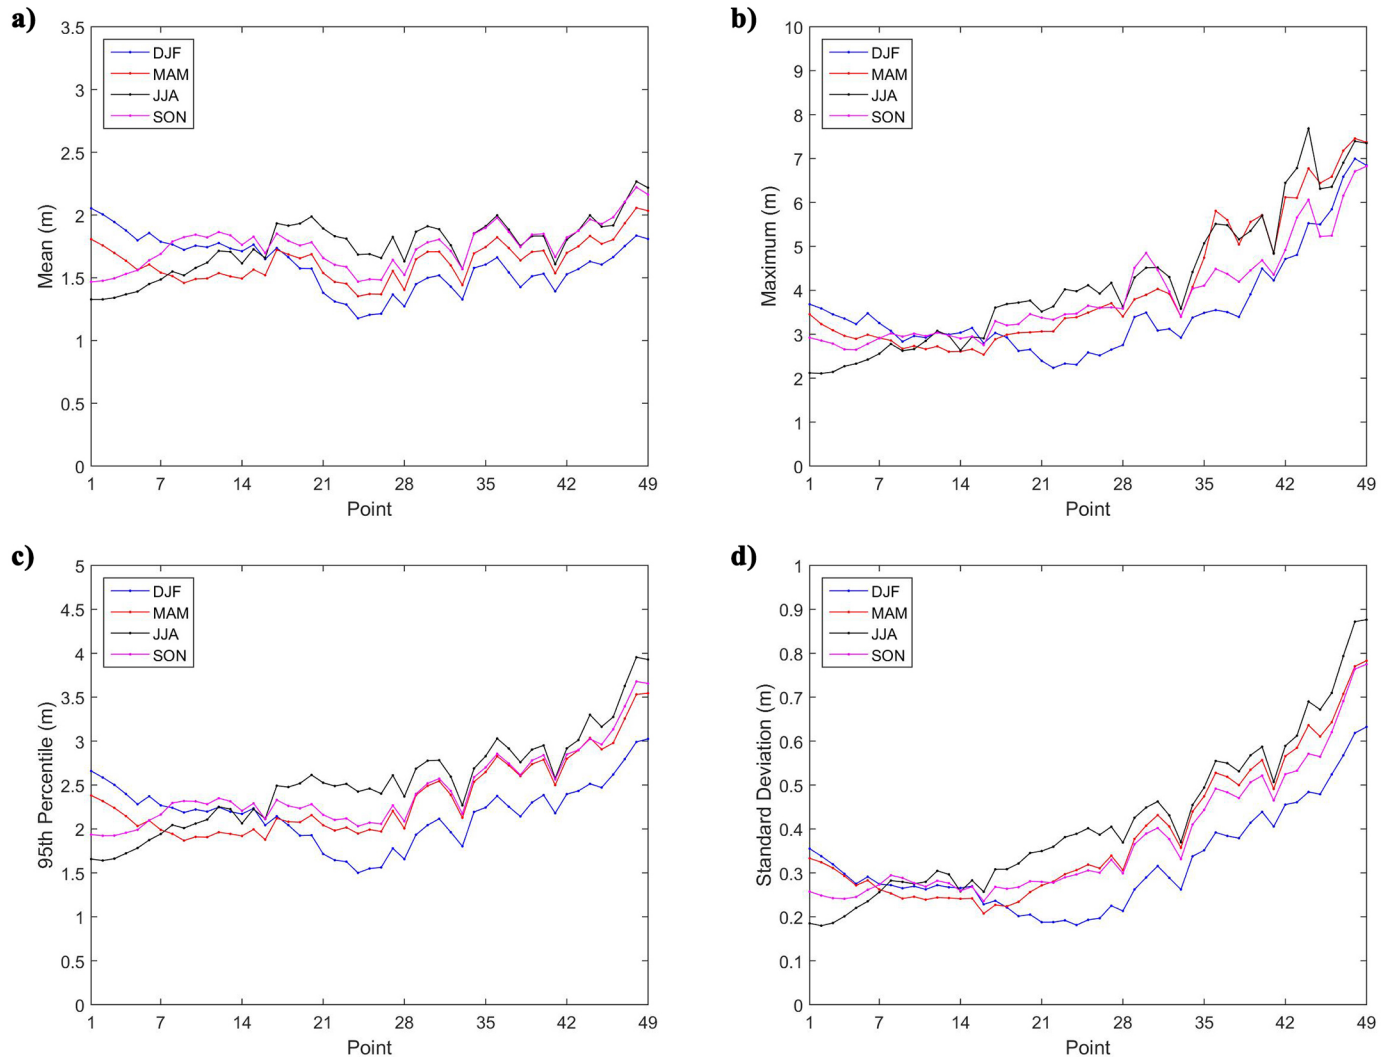 a)
3.5
3
2.5
2
1.5
1
0.5
0
Mean (m)
DJF
MAM
JJA
SON
1 7 14 21 28 35 42 49
Point
b)
10
9
8
7
6
5
4
3
2
1
0
Maximum (m)
DJF
MAM
JJA
SON
1 7 14 21 28 35 42 49
Point
c)
5
4.5
4
3.5
3
2.5
2
1.5
1
0.5
0
95th Percentile (m)
DJF
MAM
JJA
SON
1 7 14 21 28 35 42 49
Point
d)
1
0.9
0.8
0.7
0.6
0.5
0.4
0.3
0.2
0.1
0
Standard Deviation (m)
DJF
MAM
JJA
SON
1 7 14 21 28 35 42 49
Point